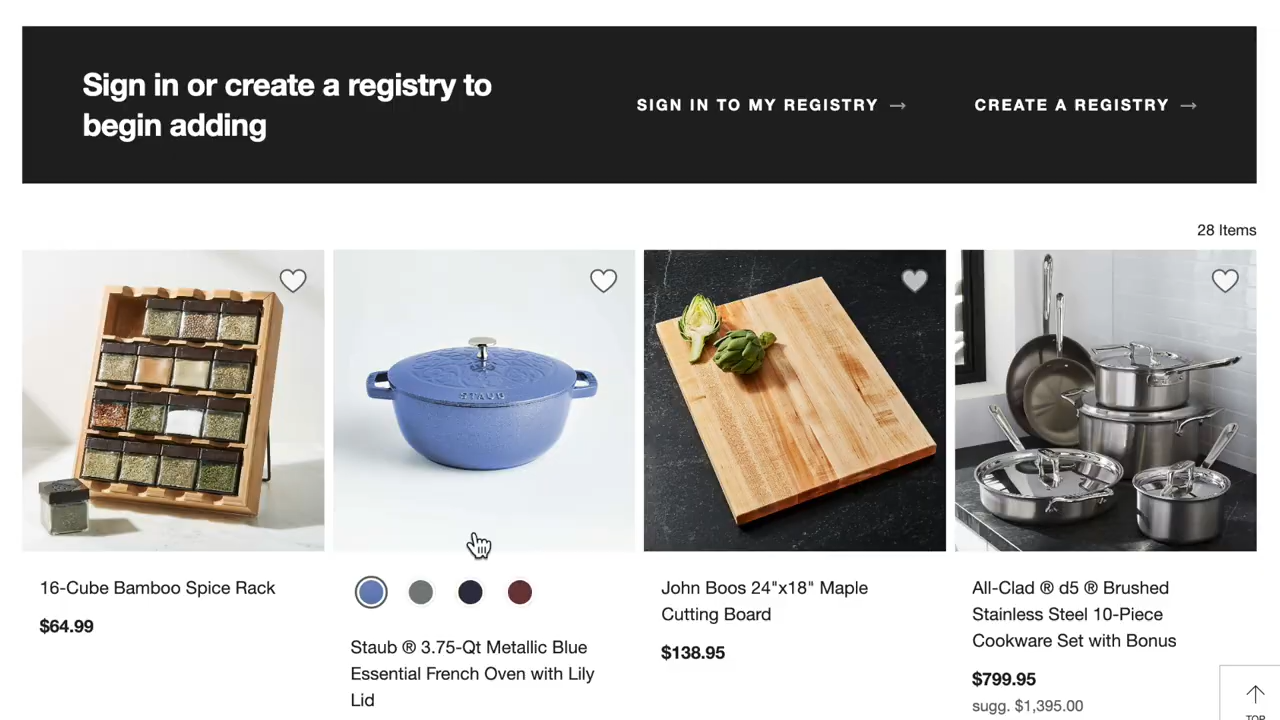 Sign in or create a registry to
begin adding
SIGN IN TO MY REGISTRY →
CREATE A REGISTRY →
28 Items
STAUB
16-Cube Bamboo Spice Rack
$64.99
Staub ® 3.75-Qt Metallic Blue
Essential French Oven with Lily
Lid
John Boos 24"x18" Maple
Cutting Board
$138.95
All-Clad ® d5 ® Brushed
Stainless Steel 10-Piece
Cookware Set with Bonus
$799.95
sugg. $1,395.00
TOP